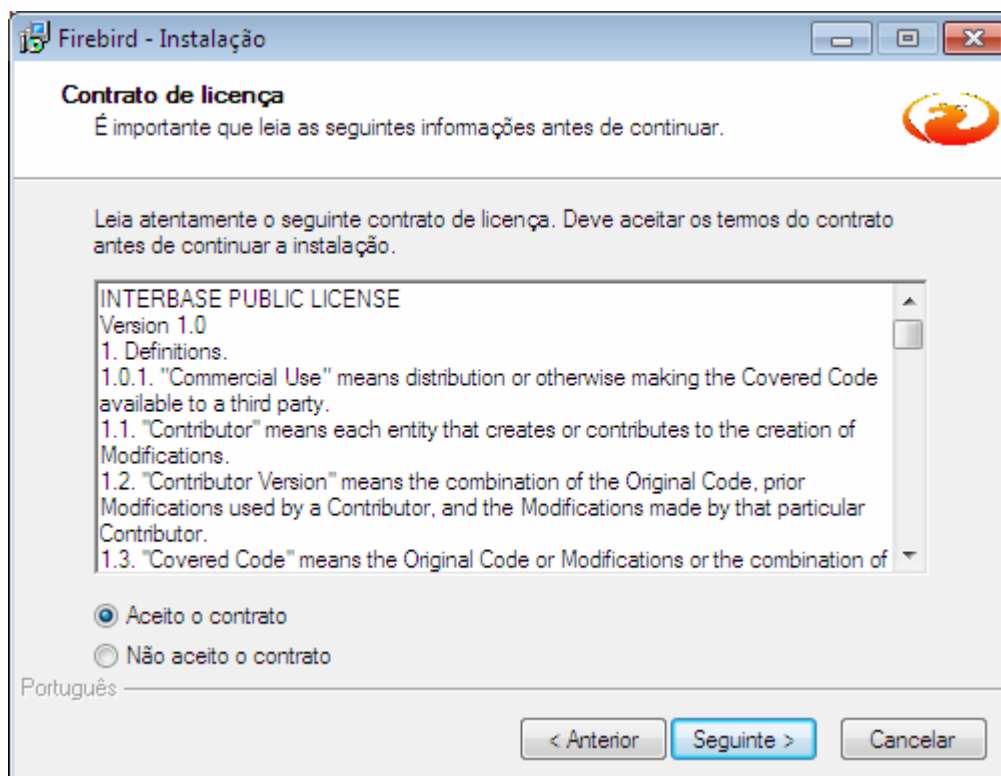 Firebird - Instalação
Contrato de licença
É importante que leia as seguintes informações antes de continuar.
Leia atentamente o seguinte contrato de licença. Deve aceitar os termos do contrato
antes de continuar a instalação.
INTERBASE PUBLIC LICENSE
Version 1.0
1. Definitions.
1.0.1. "Commercial Use" means distribution or otherwise making the Covered Code
available to a third party.
1.1. "Contributor" means each entity that creates or contributes to the creation of
Modifications.
1.2. "Contributor Version" means the combination of the Original Code, prior
Modifications used by a Contributor, and the Modifications made by that particular
Contributor.
1.3. "Covered Code" means the Original Code or Modifications or the combination of
Aceito o contrato
Não aceito o contrato
Português
< Anterior Seguinte > Cancelar